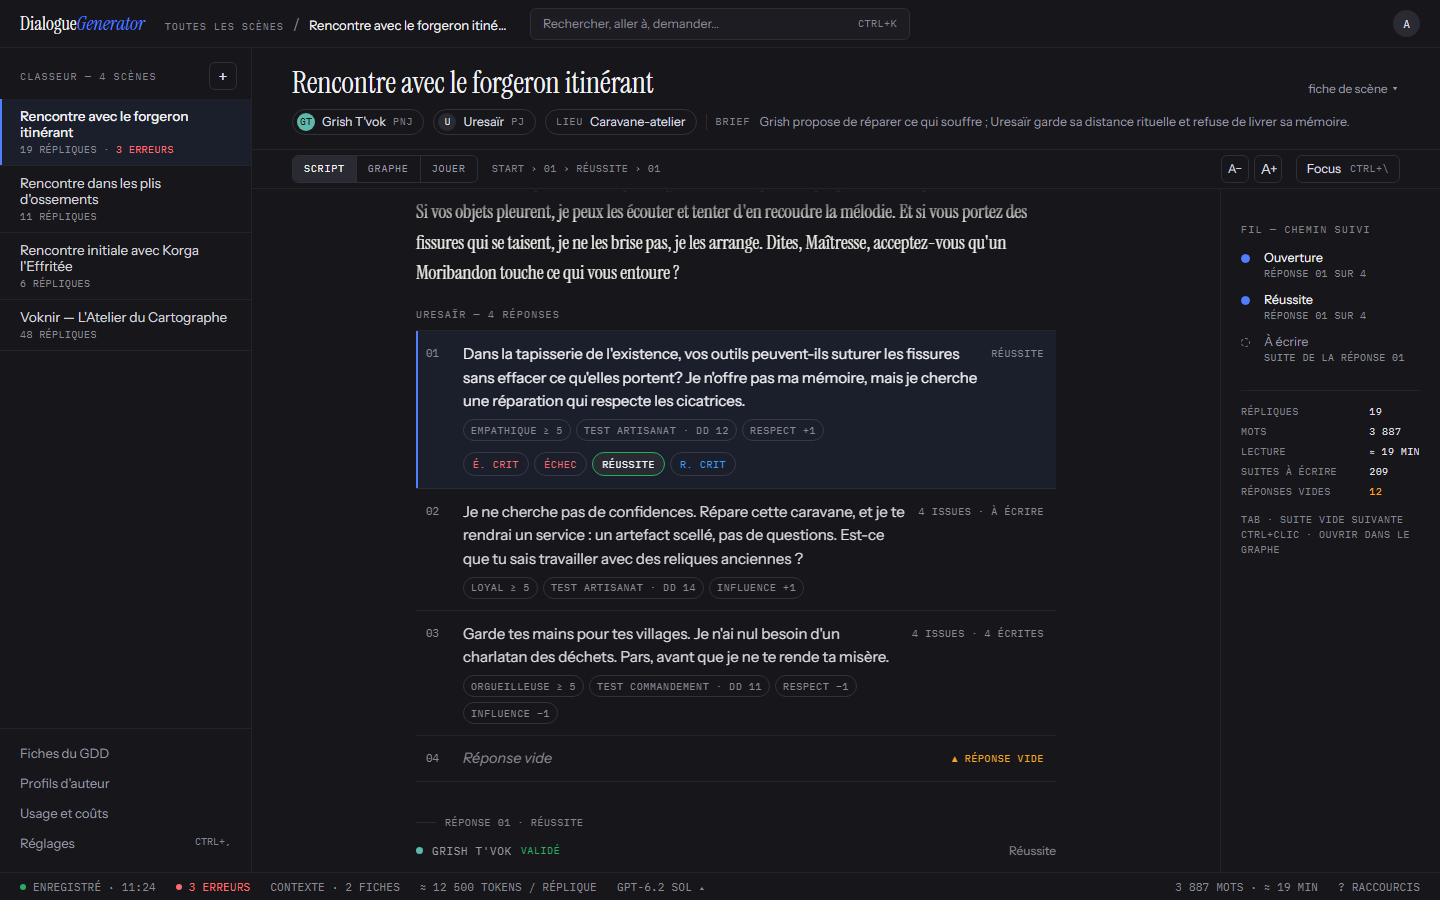 DialogueGenerator TOUTES LES SCÈNES / Rencontre avec le forgeron itiné… Rechercher, aller à, demander… CTRL+K A
CLASSEUR — 4 SCÈNES +
Rencontre avec le forgeron
itinérant
19 RÉPLIQUES · 3 ERREURS
Rencontre dans les plis
d'ossements
11 RÉPLIQUES
Rencontre initiale avec Korga
l'Effritée
6 RÉPLIQUES
Voknir — L'Atelier du Cartographe
48 RÉPLIQUES
Fiches du GDD
Profils d'auteur
Usage et coûts
Réglages CTRL+,
Rencontre avec le forgeron itinérant
fiche de scène ▾
GT Grish T'vok PNJ U Uresaïr PJ LIEU Caravane-atelier BRIEF Grish propose de réparer ce qui souffre ; Uresaïr garde sa distance rituelle et refuse de livrer sa mémoire.
SCRIPT GRAPHE JOUER START › 01 › RÉUSSITE › 01 A− A+ Focus CTRL+\
Si vos objets pleurent, je peux les écouter et tenter d'en recoudre la mélodie. Et si vous portez des
fissures qui se taisent, je ne les brise pas, je les arrange. Dites, Maîtresse, acceptez-vous qu'un
Moribandon touche ce qui vous entoure ?
URESAÏR — 4 RÉPONSES
01 Dans la tapisserie de l'existence, vos outils peuvent-ils suturer les fissures RÉUSSITE
sans effacer ce qu'elles portent? Je n'offre pas ma mémoire, mais je cherche
une réparation qui respecte les cicatrices.
EMPATHIQUE ≥ 5 TEST ARTISANAT · DD 12 RESPECT +1
É. CRIT ÉCHEC RÉUSSITE R. CRIT
02 Je ne cherche pas de confidences. Répare cette caravane, et je te 4 ISSUES · À ÉCRIRE
rendrai un service : un artefact scellé, pas de questions. Est-ce
que tu sais travailler avec des reliques anciennes ?
LOYAL ≥ 5 TEST ARTISANAT · DD 14 INFLUENCE +1
03 Garde tes mains pour tes villages. Je n'ai nul besoin d'un 4 ISSUES · 4 ÉCRITES
charlatan des déchets. Pars, avant que je ne te rende ta misère.
ORGUEILLEUSE ≥ 5 TEST COMMANDEMENT · DD 11 RESPECT −1
INFLUENCE −1
04 Réponse vide ▲ RÉPONSE VIDE
RÉPONSE 01 · RÉUSSITE
GRISH T'VOK VALIDÉ Réussite
FIL — CHEMIN SUIVI
Ouverture
RÉPONSE 01 SUR 4
Réussite
RÉPONSE 01 SUR 4
À écrire
SUITE DE LA RÉPONSE 01
RÉPLIQUES 19
MOTS 3 887
LECTURE ≈ 19 MIN
SUITES À ÉCRIRE 209
RÉPONSES VIDES 12
TAB · SUITE VIDE SUIVANTE
CTRL+CLIC · OUVRIR DANS LE
GRAPHE
ENREGISTRÉ · 11:24 3 ERREURS CONTEXTE · 2 FICHES ≈ 12 500 TOKENS / RÉPLIQUE GPT-6.2 SOL ▴ 3 887 MOTS · ≈ 19 MIN ? RACCOURCIS